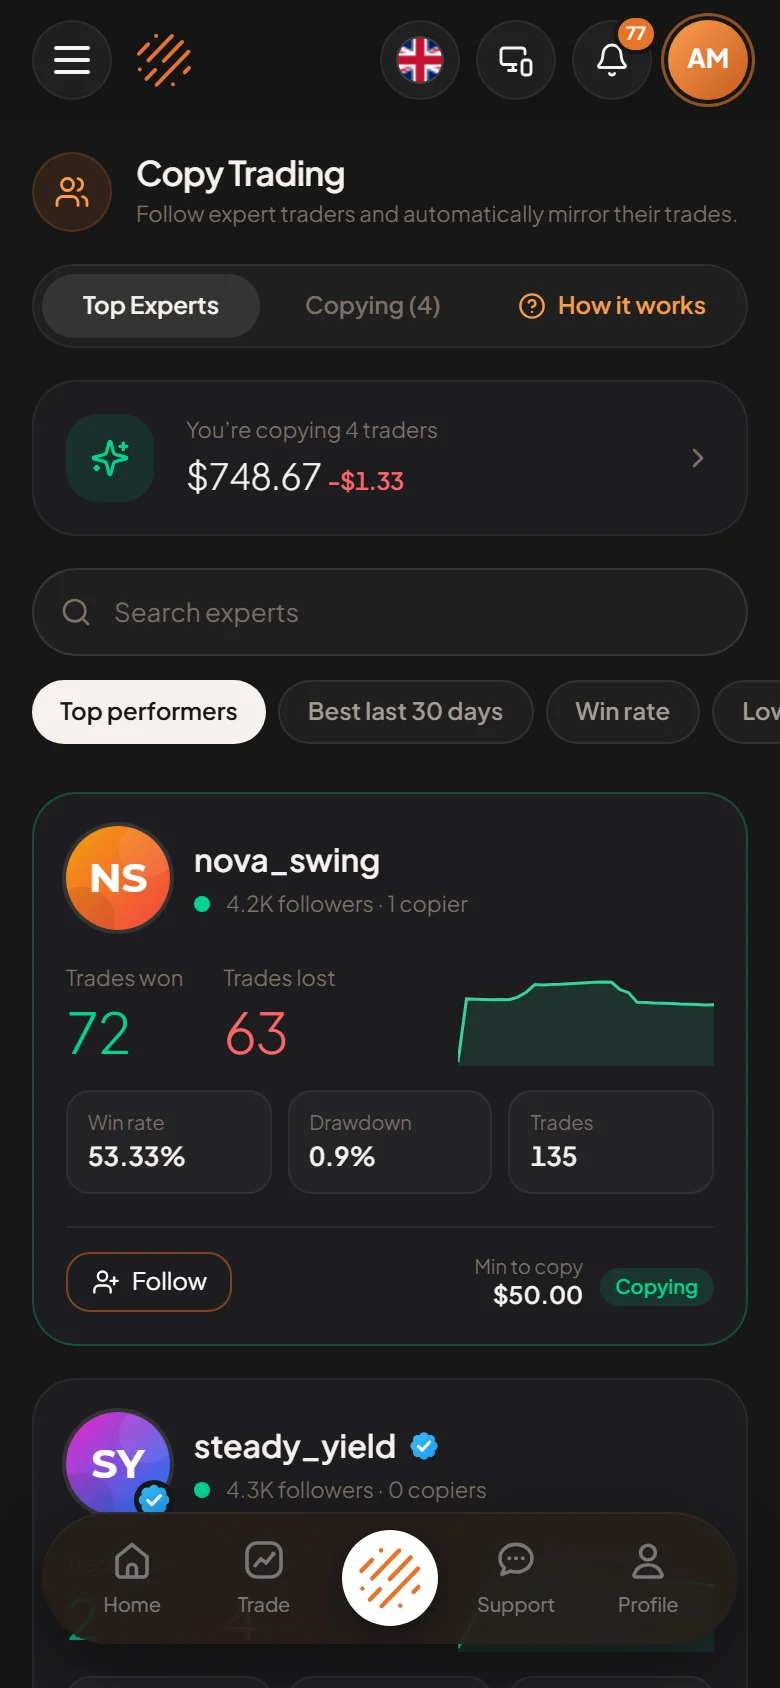 77
AM
Copy Trading
Follow expert traders and automatically mirror their trades.
Top Experts
Copying (4)
How it works
You’re copying 4 traders
$748.67 -$1.33
Search experts
Top performers
Best last 30 days
Win rate
Low
NS
nova_swing
4.2K followers · 1 copier
Trades won
Trades lost
72
63
Win rate
Drawdown
Trades
53.33%
0.9%
135
Follow
Min to copy
$50.00
Copying
SY
steady_yield
4.3K followers · 0 copiers
2
4
Home
Trade
Support
Profile